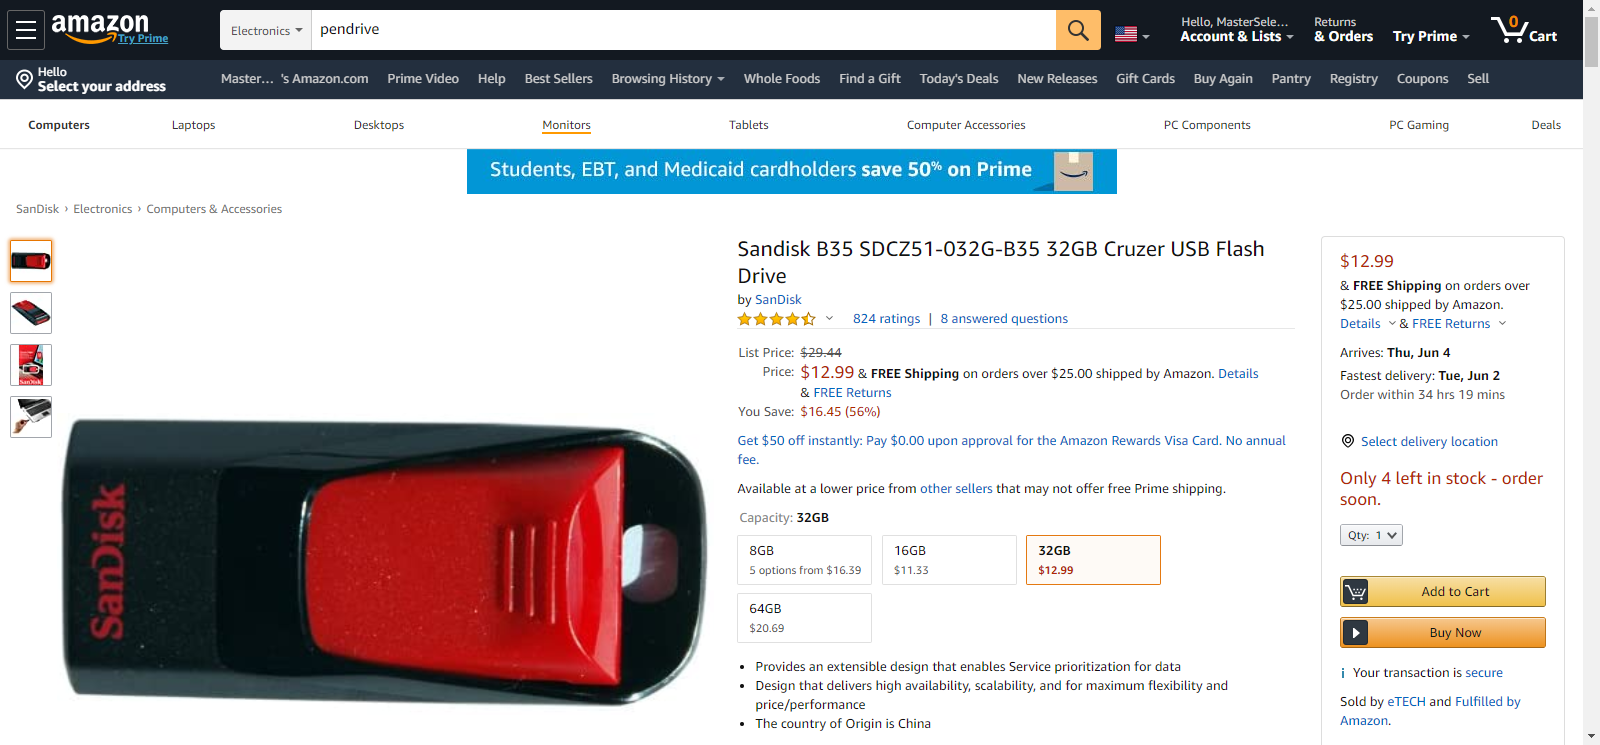 amazon
Try Prime
Electronics
pendrive
Hello, MasterSele...
Account & Lists
Returns
& Orders
Try Prime
0
Cart
Hello
Select your address
Master... 's Amazon.com
Prime Video
Help
Best Sellers
Browsing History
Whole Foods
Find a Gift
Today's Deals
New Releases
Gift Cards
Buy Again
Pantry
Registry
Coupons
Sell
Computers
Laptops
Desktops
Monitors
Tablets
Computer Accessories
PC Components
PC Gaming
Deals
Students, EBT, and Medicaid cardholders save 50% on Prime
SanDisk › Electronics › Computers & Accessories
SanDisk
SanDisk
Sandisk B35 SDCZ51-032G-B35 32GB Cruzer USB Flash
Drive
by SanDisk
824 ratings | 8 answered questions
List Price: $29.44
Price: $12.99 & FREE Shipping on orders over $25.00 shipped by Amazon. Details
& FREE Returns
You Save: $16.45 (56%)
Get $50 off instantly: Pay $0.00 upon approval for the Amazon Rewards Visa Card. No annual
fee.
Available at a lower price from other sellers that may not offer free Prime shipping.
Capacity: 32GB
8GB
5 options from $16.39
16GB
$11.33
32GB
$12.99
64GB
$20.69
• Provides an extensible design that enables Service prioritization for data
• Design that delivers high availability, scalability, and for maximum flexibility and
price/performance
• The country of Origin is China
$12.99
& FREE Shipping on orders over
$25.00 shipped by Amazon.
Details & FREE Returns
Arrives: Thu, Jun 4
Fastest delivery: Tue, Jun 2
Order within 34 hrs 19 mins
Select delivery location
Only 4 left in stock - order
soon.
Qty: 1
Add to Cart
Buy Now
Your transaction is secure
Sold by eTECH and Fulfilled by
Amazon.